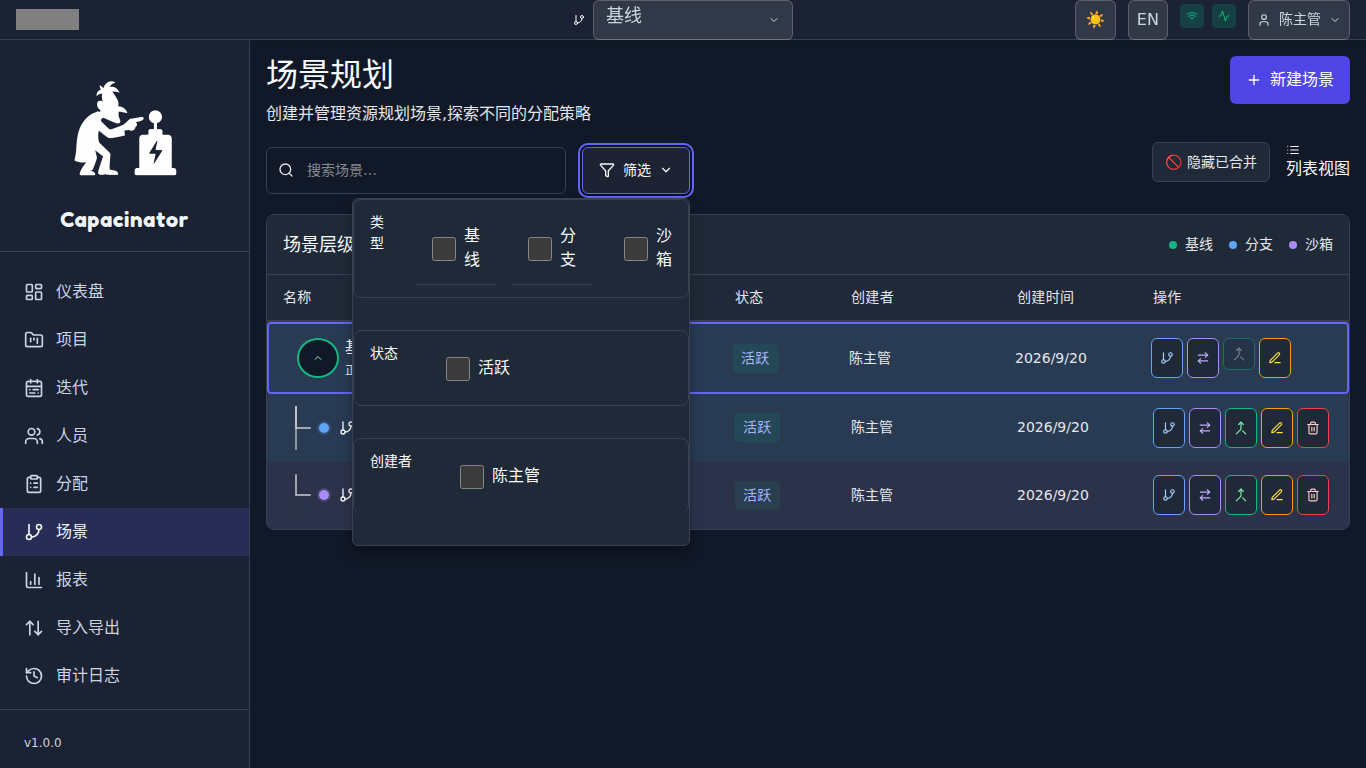 基线
EN
陈主管
Capacinator
仪表盘
项目
迭代
人员
分配
场景
报表
导入导出
审计日志
v1.0.0
场景规划
创建并管理资源规划场景,探索不同的分配策略
新建场景
搜索场景...
筛选
隐藏已合并
列表视图
场景层级
基线
分支
沙箱
名称
状态
创建者
创建时间
操作
类型
基线
分支
沙箱
状态
活跃
创建者
陈主管
活跃
陈主管
2026/9/20
活跃
陈主管
2026/9/20
活跃
陈主管
2026/9/20